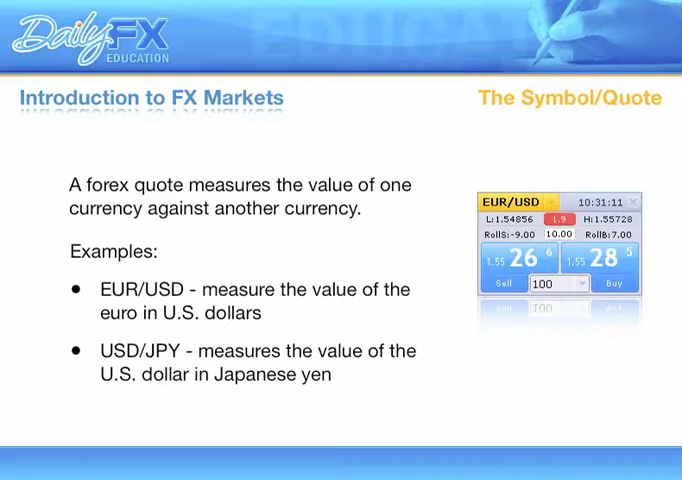 DailyFX
EDUCATION
Introduction to FX Markets
The Symbol/Quote
A forex quote measures the value of one
currency against another currency.
Examples:
• EUR/USD - measure the value of the
euro in U.S. dollars
• USD/JPY - measures the value of the
U.S. dollar in Japanese yen
EUR/USD 10:31:11
L:1.54856 1.9 H:1.55728
RollS:-9.00 10.00 RollB:7.00
1.55 26 6 1.55 28 5
Sell 100 Buy